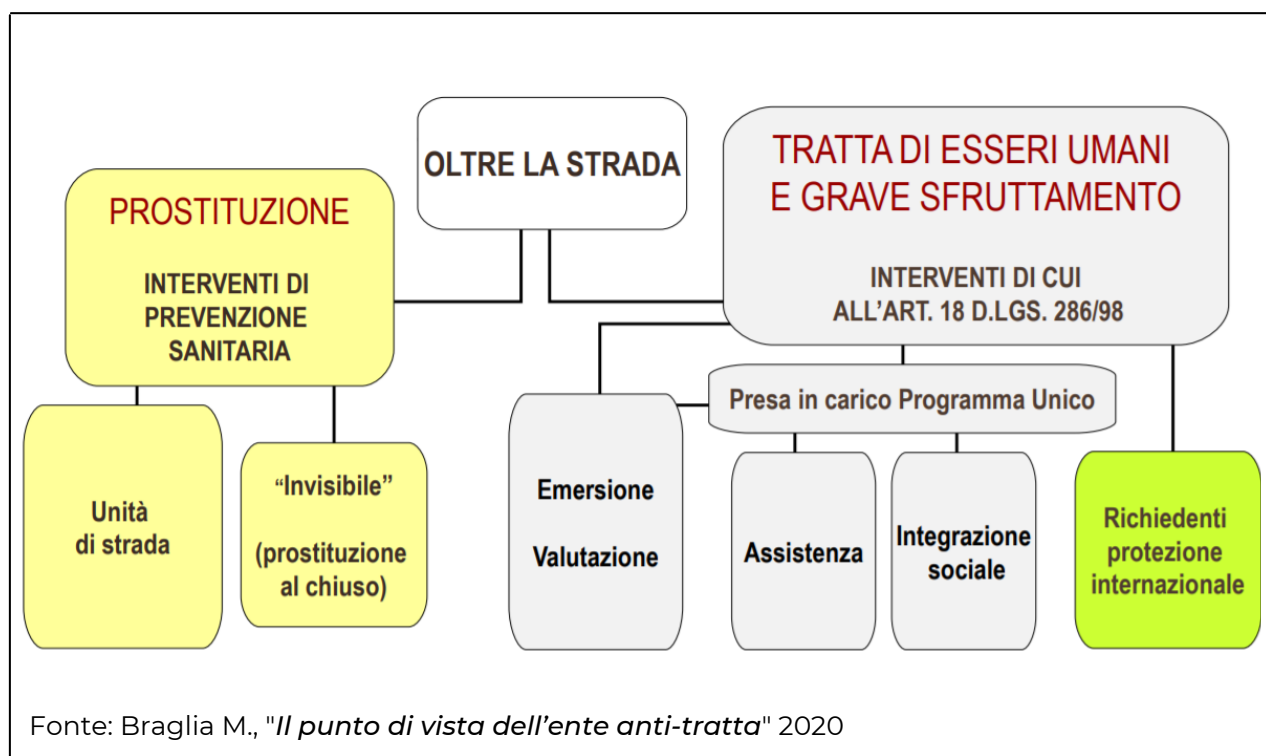 OLTRE LA STRADA
PROSTITUZIONE
INTERVENTI DI
PREVENZIONE
SANITARIA
TRATTA DI ESSERI UMANI
E GRAVE SFRUTTAMENTO
INTERVENTI DI CUI
ALL'ART. 18 D.LGS. 286/98
Presa in carico Programma Unico
Unità
di strada
“Invisibile”
(prostituzione
al chiuso)
Emersione
Valutazione
Assistenza
Integrazione
sociale
Richiedenti
protezione
internazionale
Fonte: Braglia M., "Il punto di vista dell'ente anti-tratta" 2020